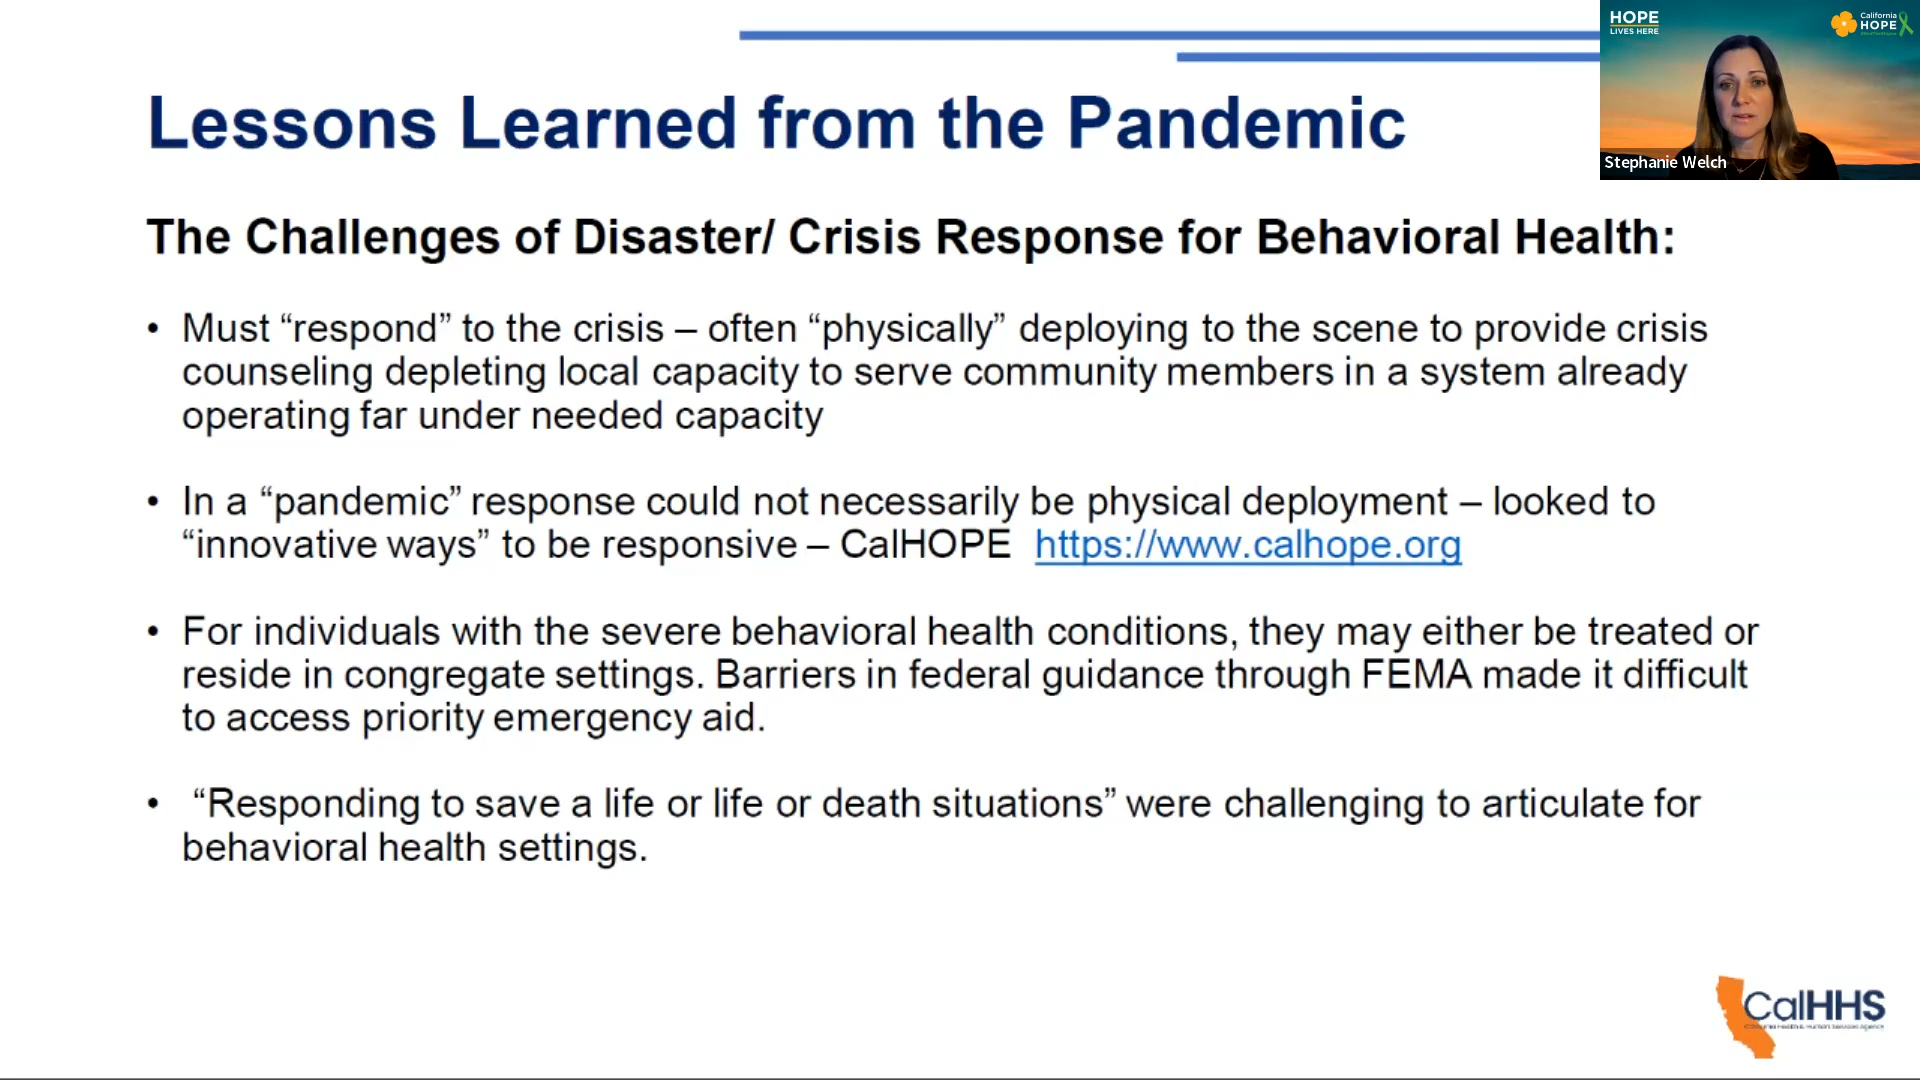 HOPE
LIVES HERE
California
HOPE
Stephanie Welch
Lessons Learned from the Pandemic
The Challenges of Disaster/ Crisis Response for Behavioral Health:
• Must “respond” to the crisis – often “physically” deploying to the scene to provide crisis
counseling depleting local capacity to serve community members in a system already
operating far under needed capacity
• In a “pandemic” response could not necessarily be physical deployment – looked to
“innovative ways” to be responsive – CalHOPE https://www.calhope.org
• For individuals with the severe behavioral health conditions, they may either be treated or
reside in congregate settings. Barriers in federal guidance through FEMA made it difficult
to access priority emergency aid.
• “Responding to save a life or life or death situations” were challenging to articulate for
behavioral health settings.
CalHHS
California Health & Human Services Agency